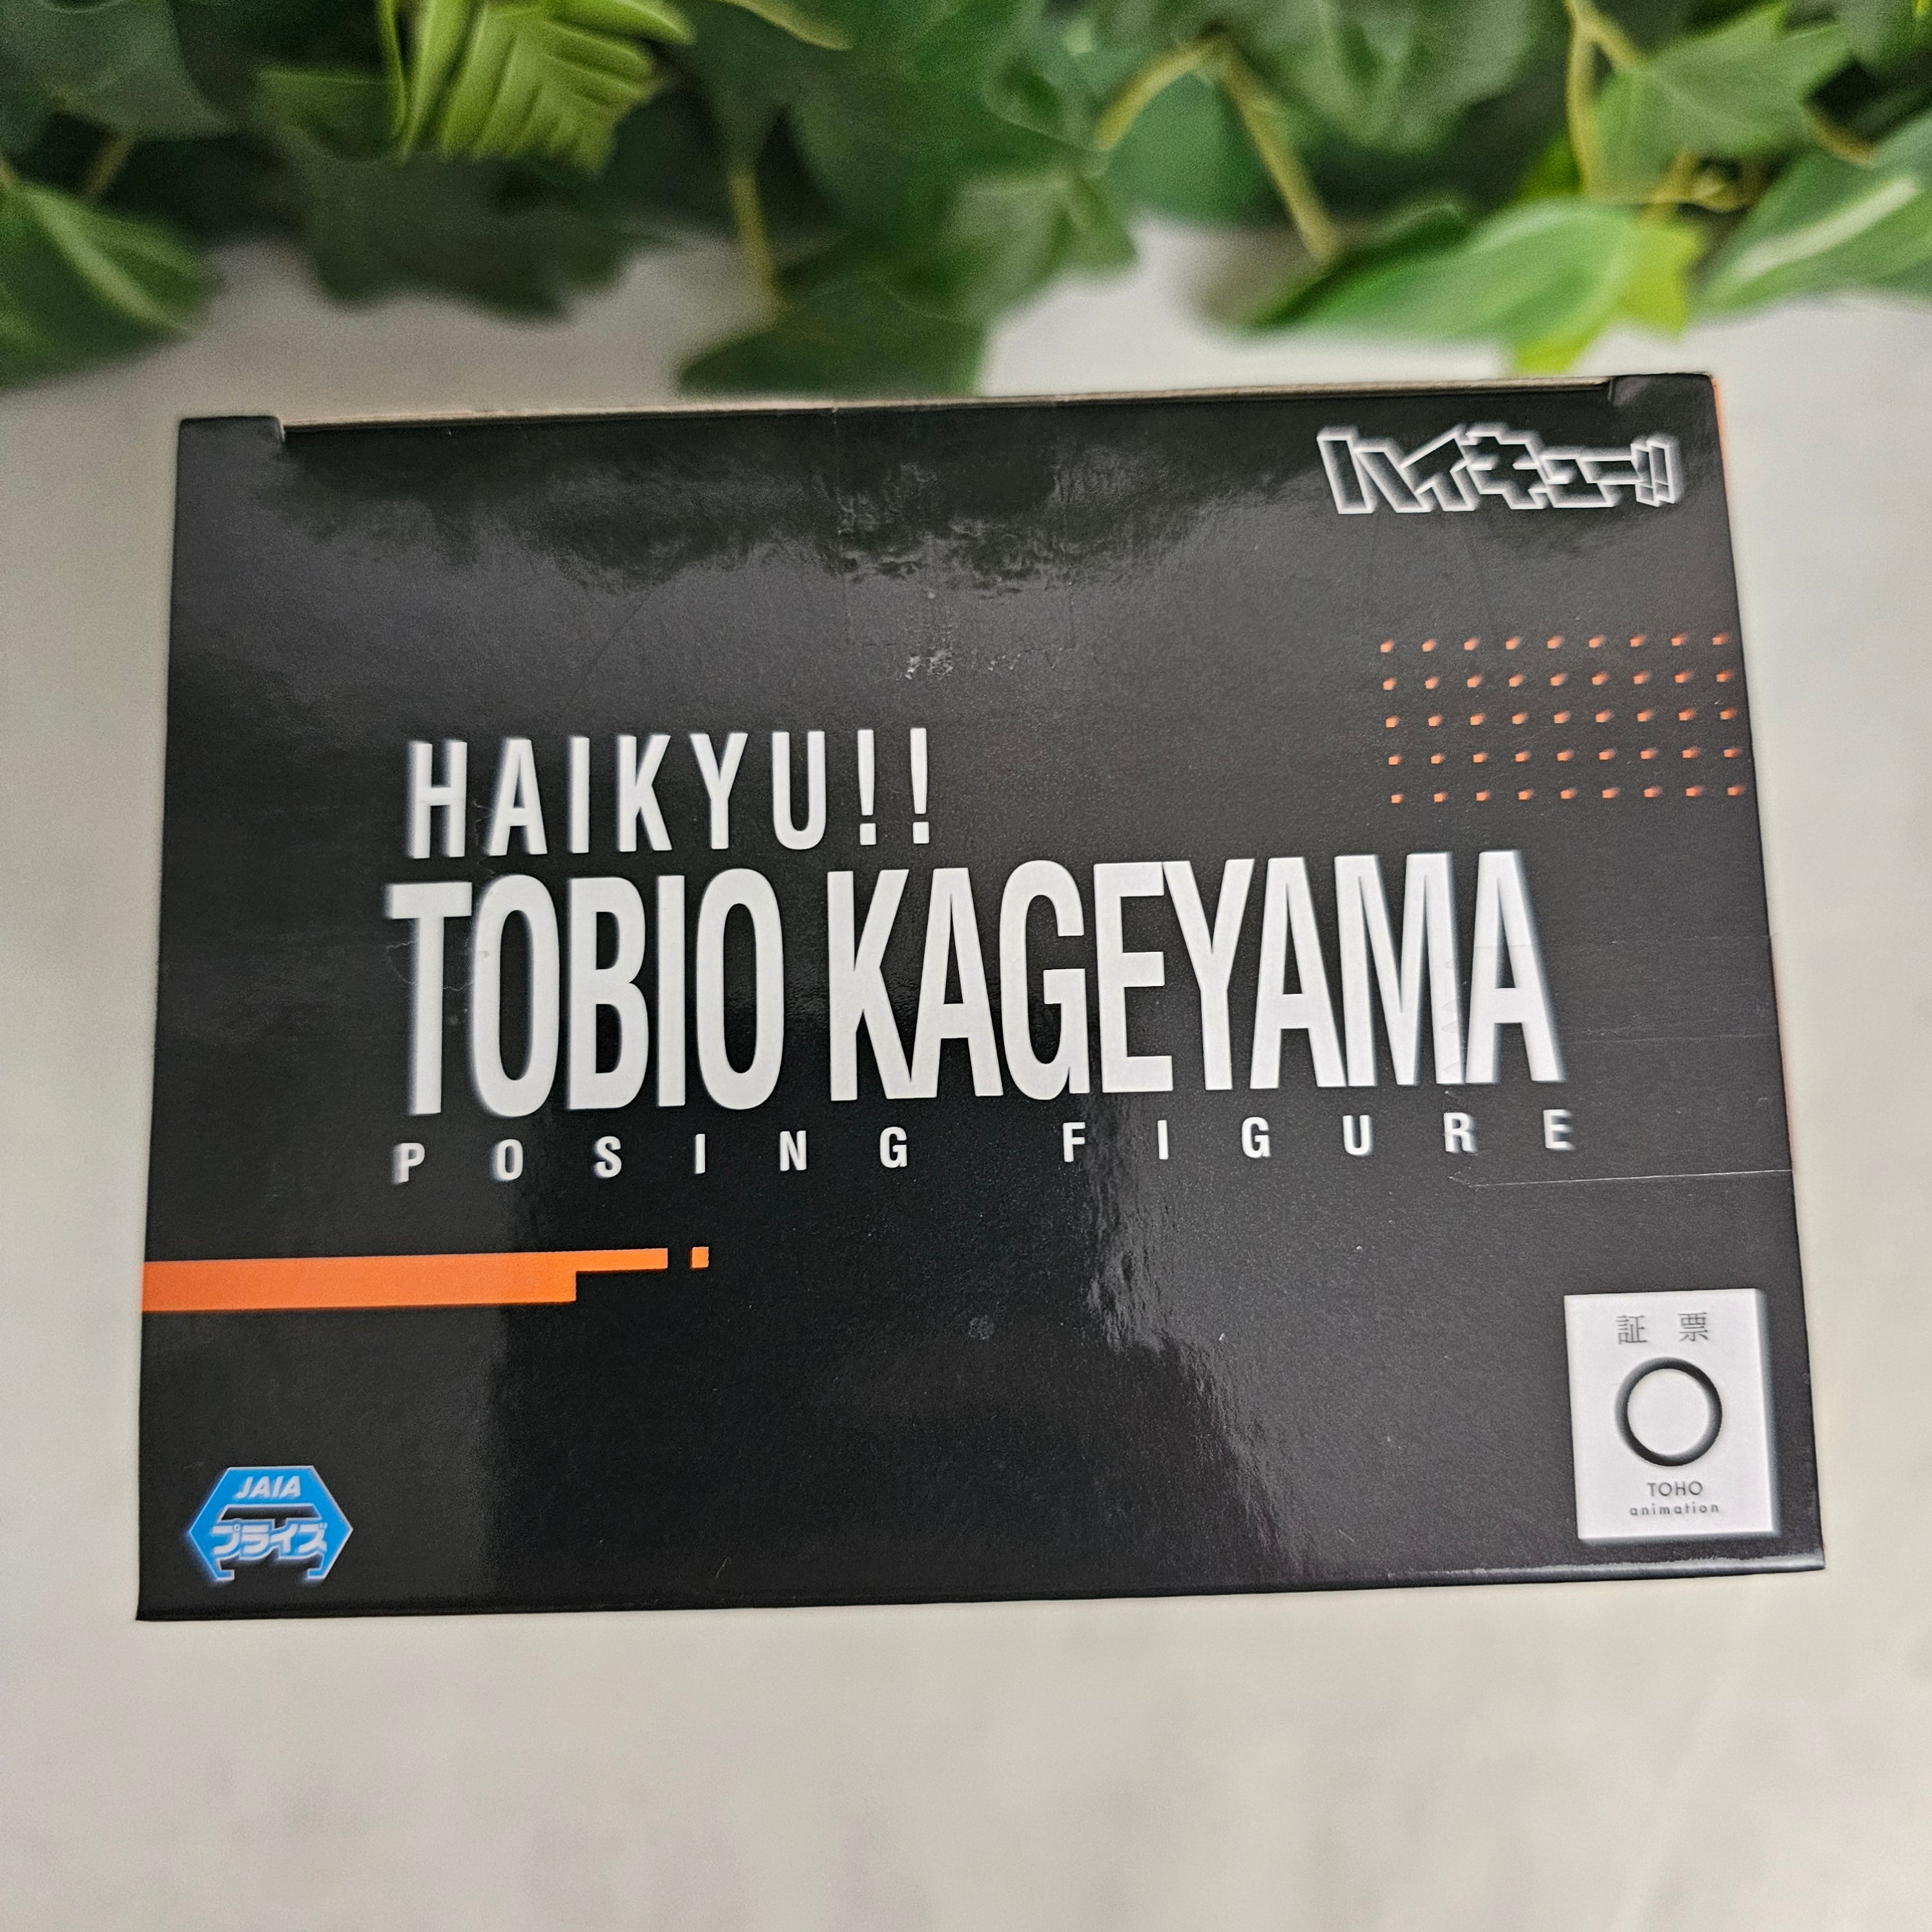 ハイキュー!!
HAIKYU!!
TOBIO KAGEYAMA
POSING FIGURE
証票
TOHO
animation
JAIA
プライズ